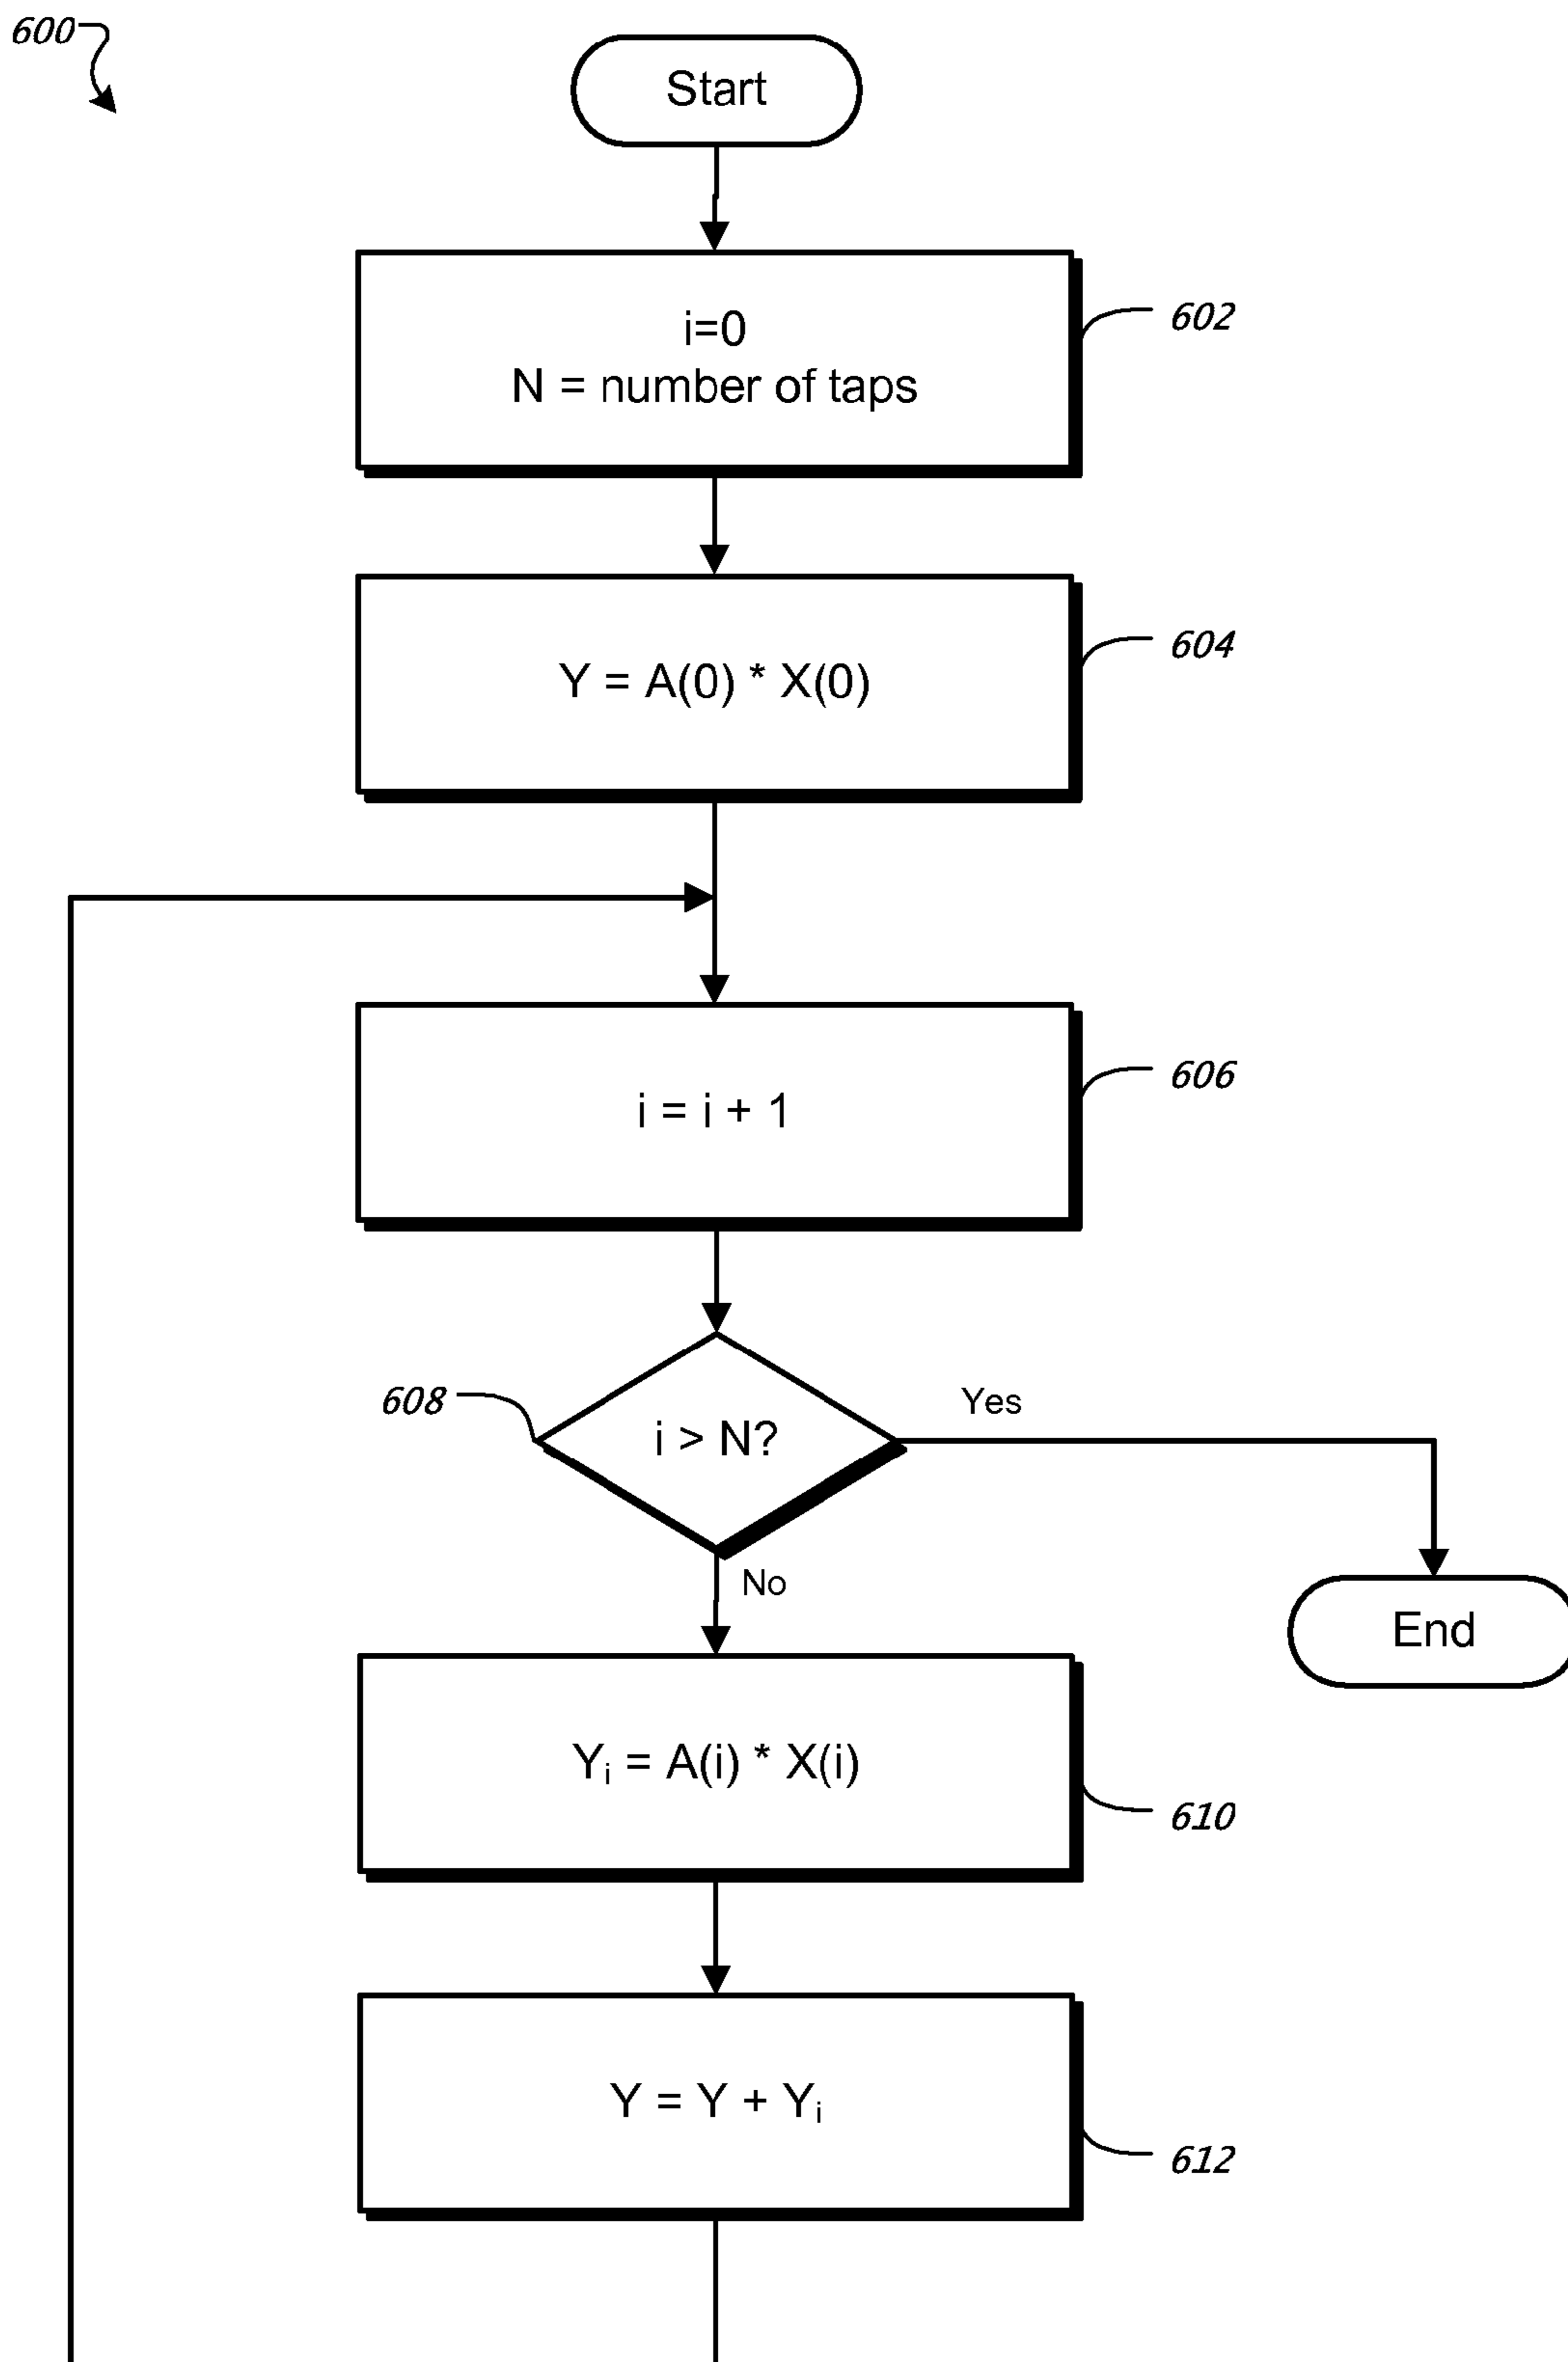 600
Start
i=0
N = number of taps
602
Y = A(0) * X(0)
604
i = i + 1
606
608
i > N?
Yes
No
End
Yᵢ = A(i) * X(i)
610
Y = Y + Yᵢ
612